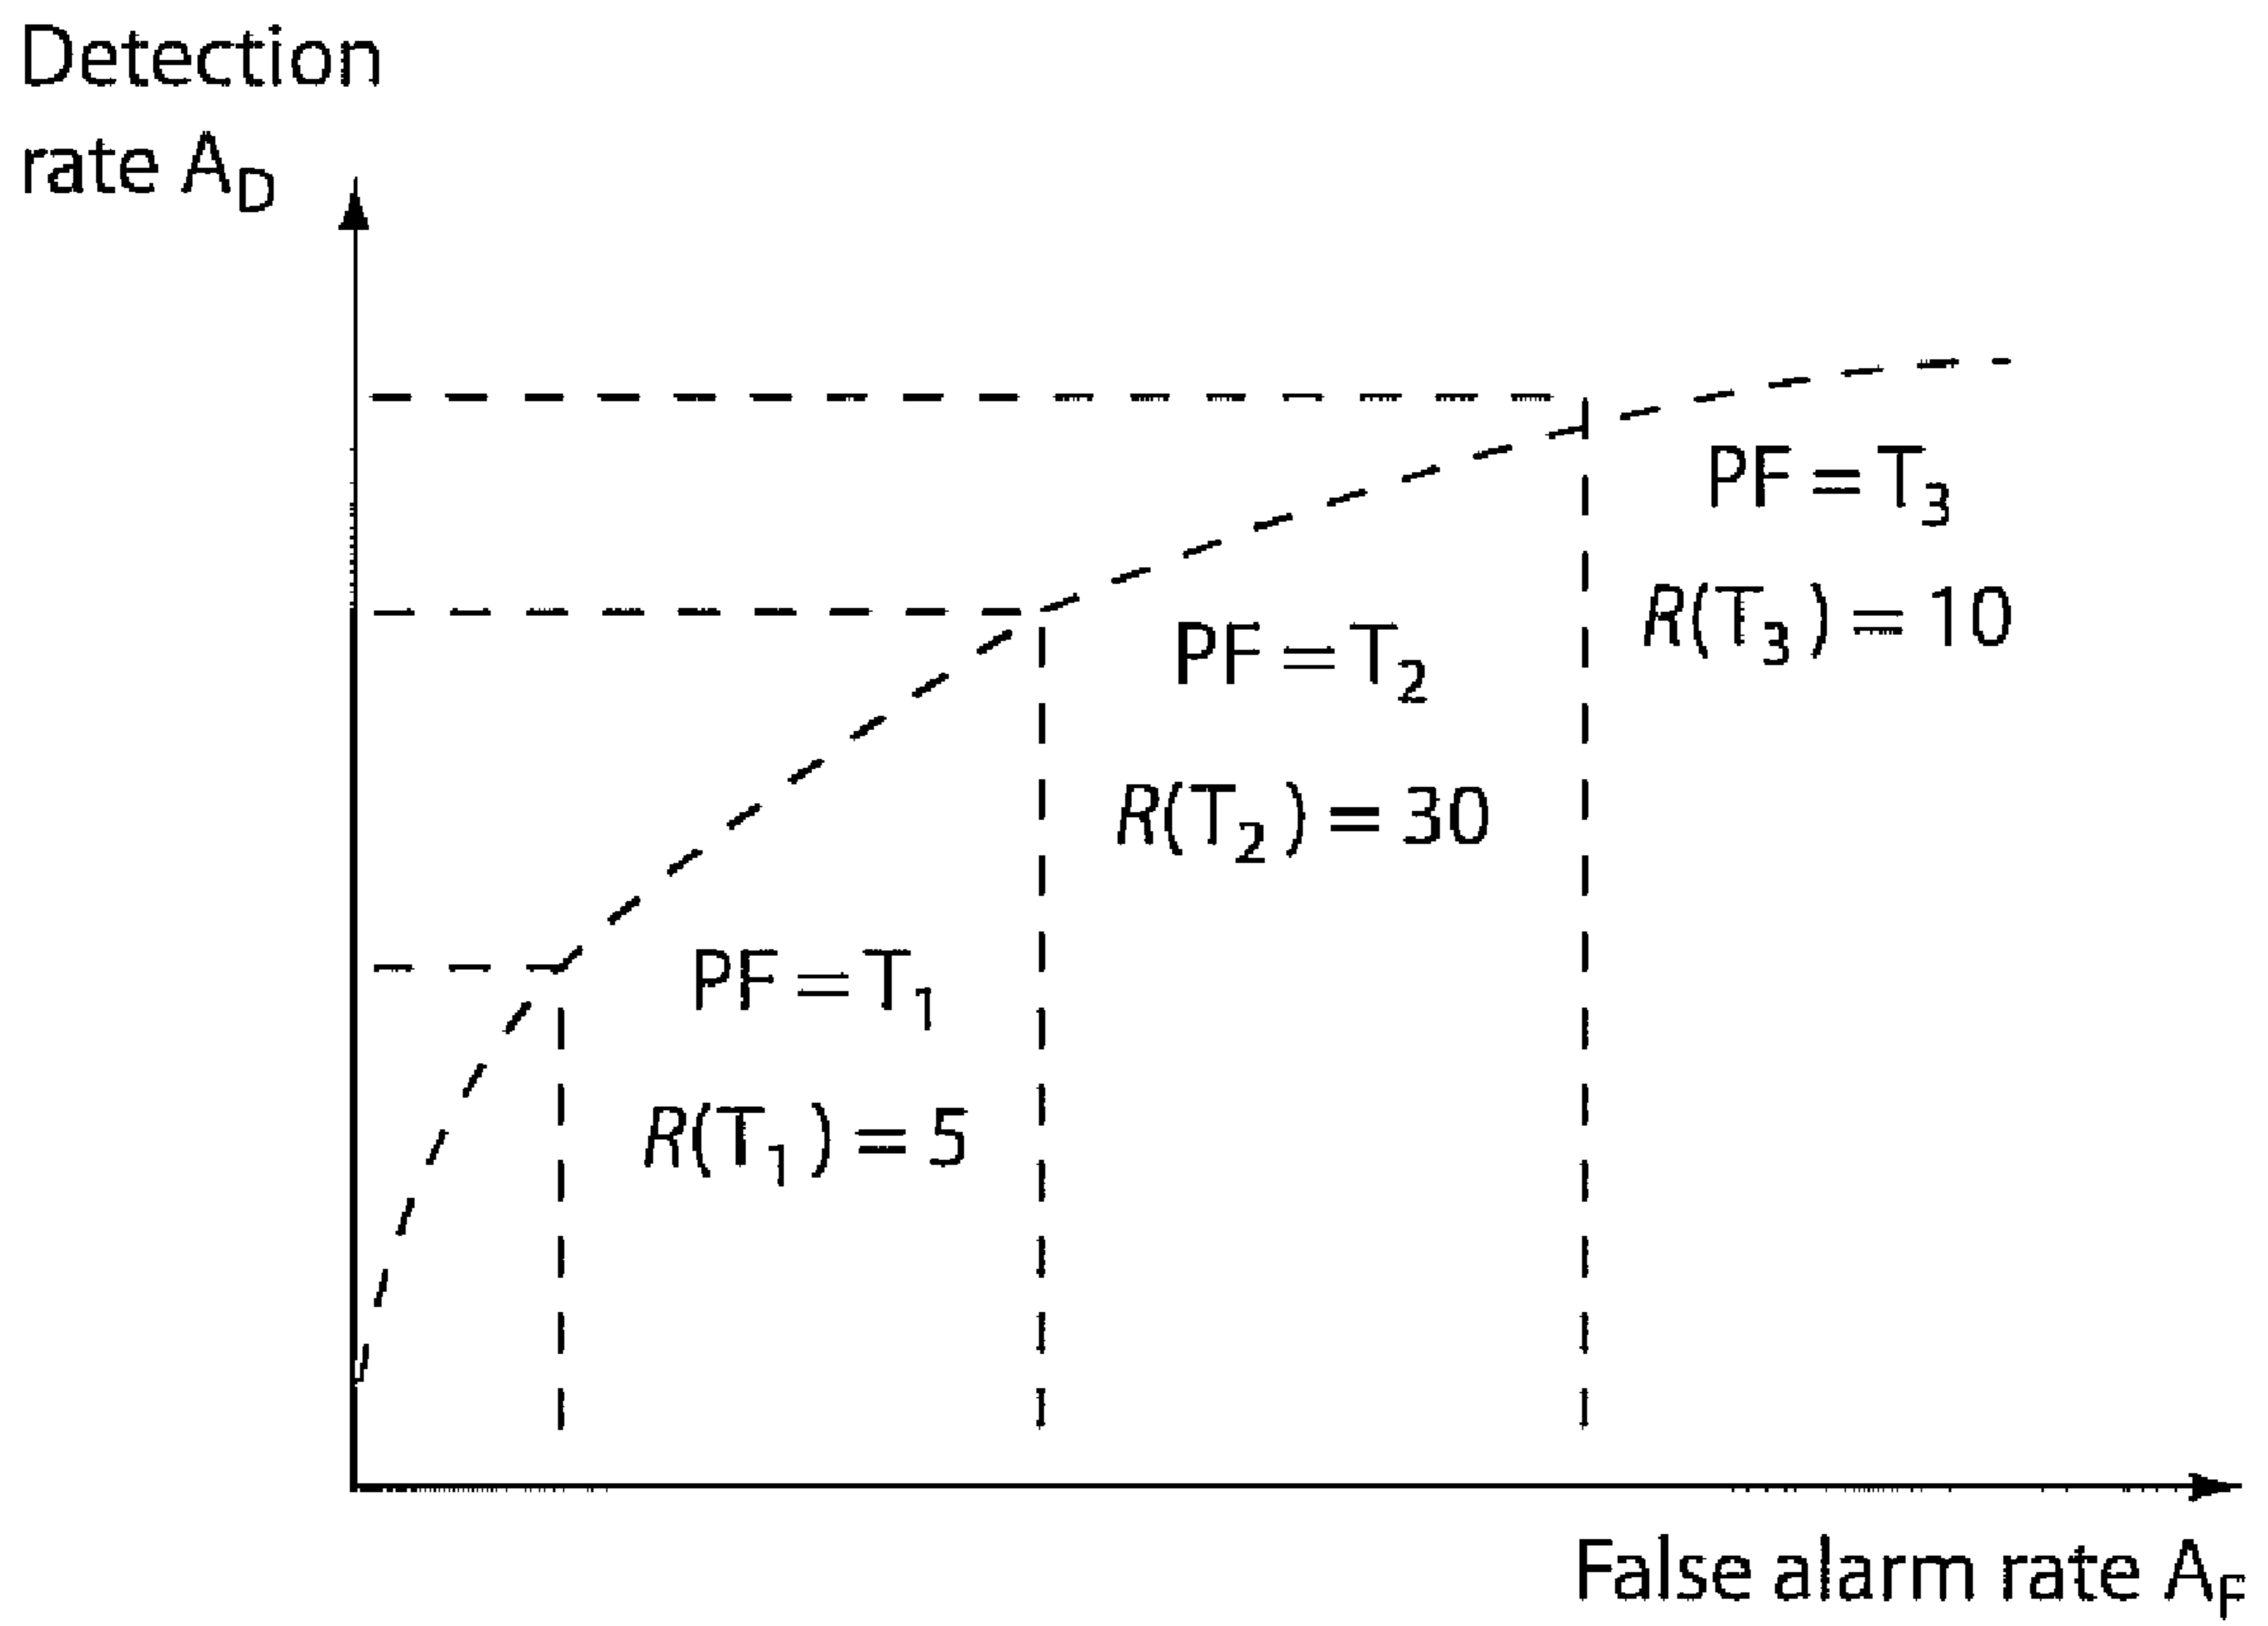 Detection
rate A_D
PF = T_3
R(T_3) = 10
PF = T_2
R(T_2) = 30
PF = T_1
R(T_1) = 5
False alarm rate A_F